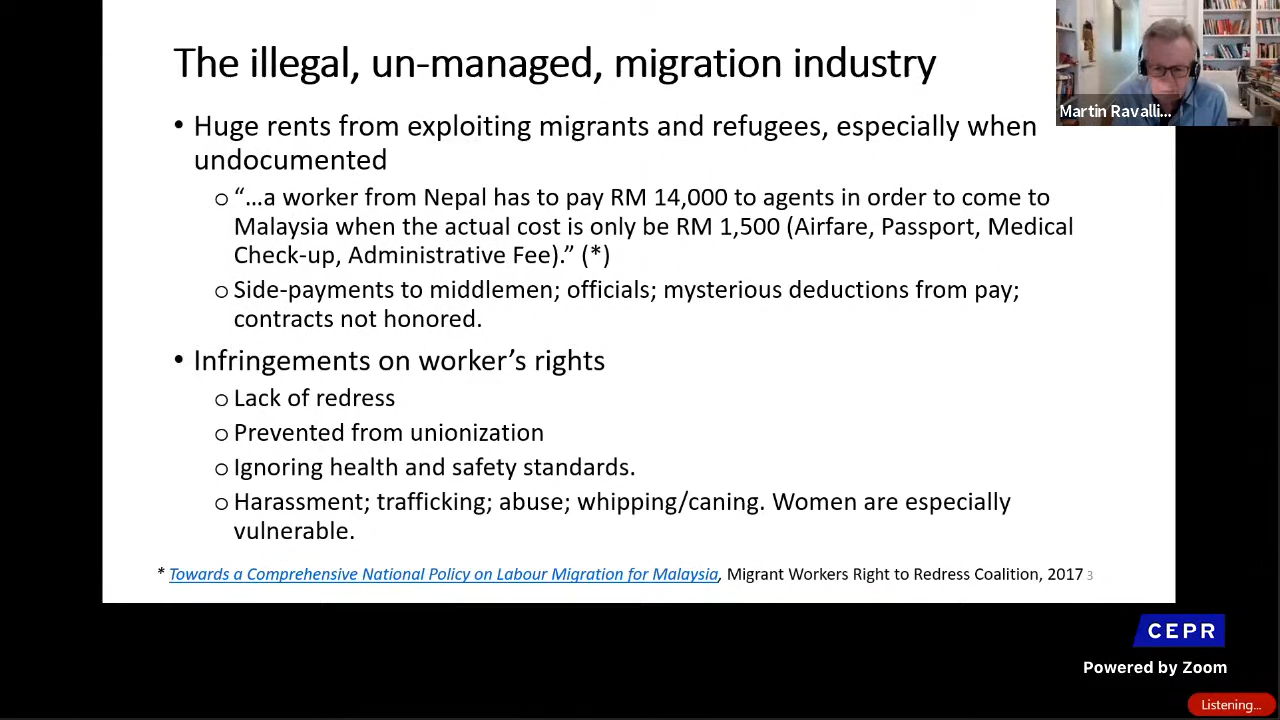 The illegal, un-managed, migration industry
Martin Ravalli...
• Huge rents from exploiting migrants and refugees, especially when
undocumented
o "...a worker from Nepal has to pay RM 14,000 to agents in order to come to
Malaysia when the actual cost is only be RM 1,500 (Airfare, Passport, Medical
Check-up, Administrative Fee)." (*)
o Side-payments to middlemen; officials; mysterious deductions from pay;
contracts not honored.
• Infringements on worker's rights
o Lack of redress
o Prevented from unionization
o Ignoring health and safety standards.
o Harassment; trafficking; abuse; whipping/caning. Women are especially
vulnerable.
* Towards a Comprehensive National Policy on Labour Migration for Malaysia, Migrant Workers Right to Redress Coalition, 2017 3
CEPR
Powered by Zoom
Listening...